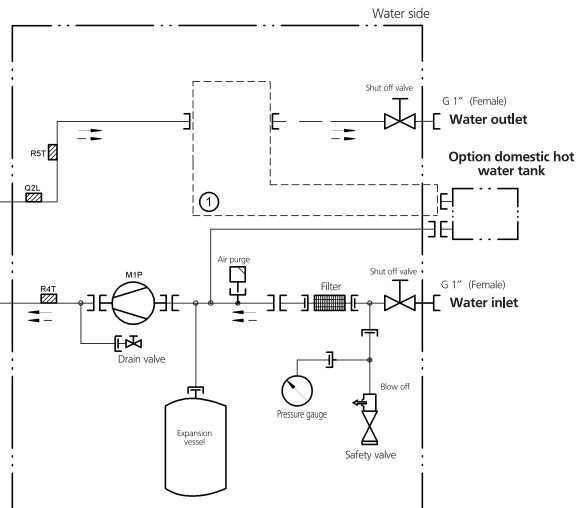 Water side
Shut off valve
G 1˝ (Female)
Water outlet
R5T
Option domestic hot
water tank
Q2L
1
Air purge
M1P
R4T
Filter
Shut off valve
G 1˝ (Female)
Water inlet
Drain valve
Blow off
Pressure gauge
Expansion
vessel
Safety valve